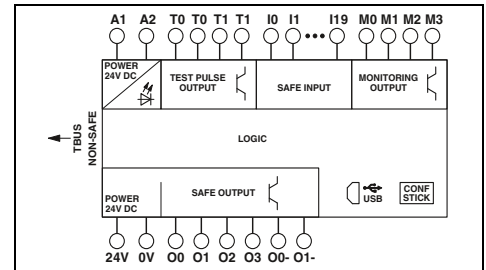 A1 A2 T0 T0 T1 T1 I0 I1 I19 M0 M1 M2 M3
POWER
24V DC
TEST PULSE
OUTPUT
SAFE INPUT
MONITORING
OUTPUT
TBUS
NON-SAFE
LOGIC
POWER
24V DC
SAFE OUTPUT
USB
CONF
STICK
24V 0V O0 O1 O2 O3 O0- O1-